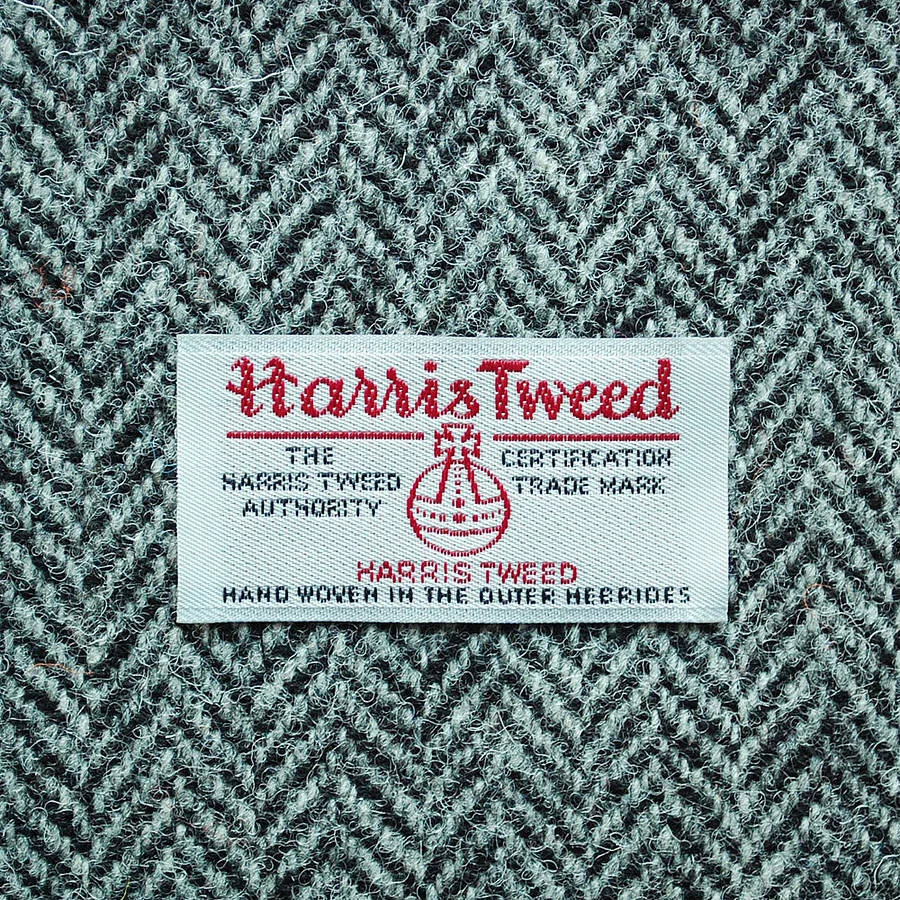 Harris Tweed
THE
HARRIS TWEED
AUTHORITY
CERTIFICATION
TRADE MARK
HARRIS TWEED
HAND WOVEN IN THE OUTER HEBRIDES